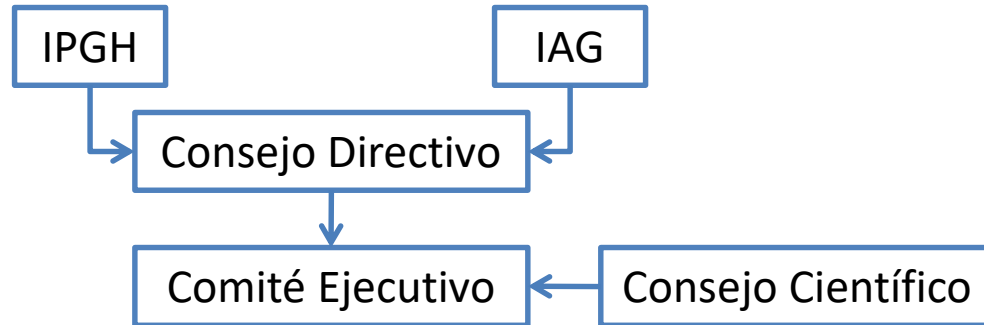 IPGH
IAG
Consejo Directivo
Comité Ejecutivo
Consejo Científico